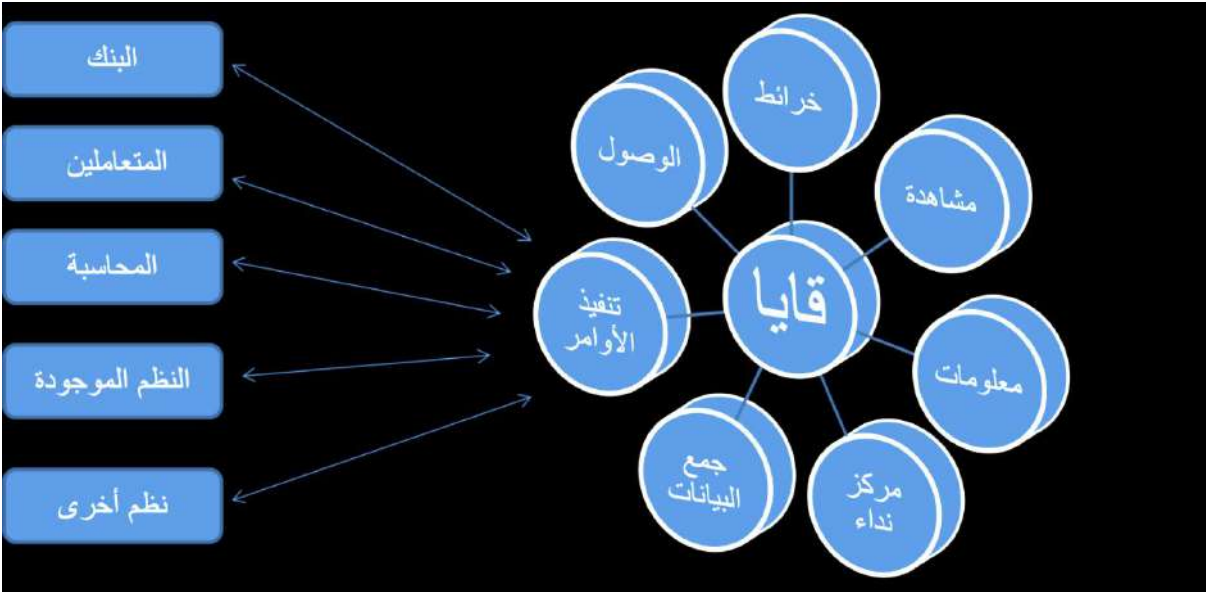 البنك
المتعاملين
المحاسبة
النظم الموجودة
نظم أخرى
قايا
خرائط
مشاهدة
معلومات
مركز
نداء
جمع
البيانات
تنفيذ
الأوامر
الوصول